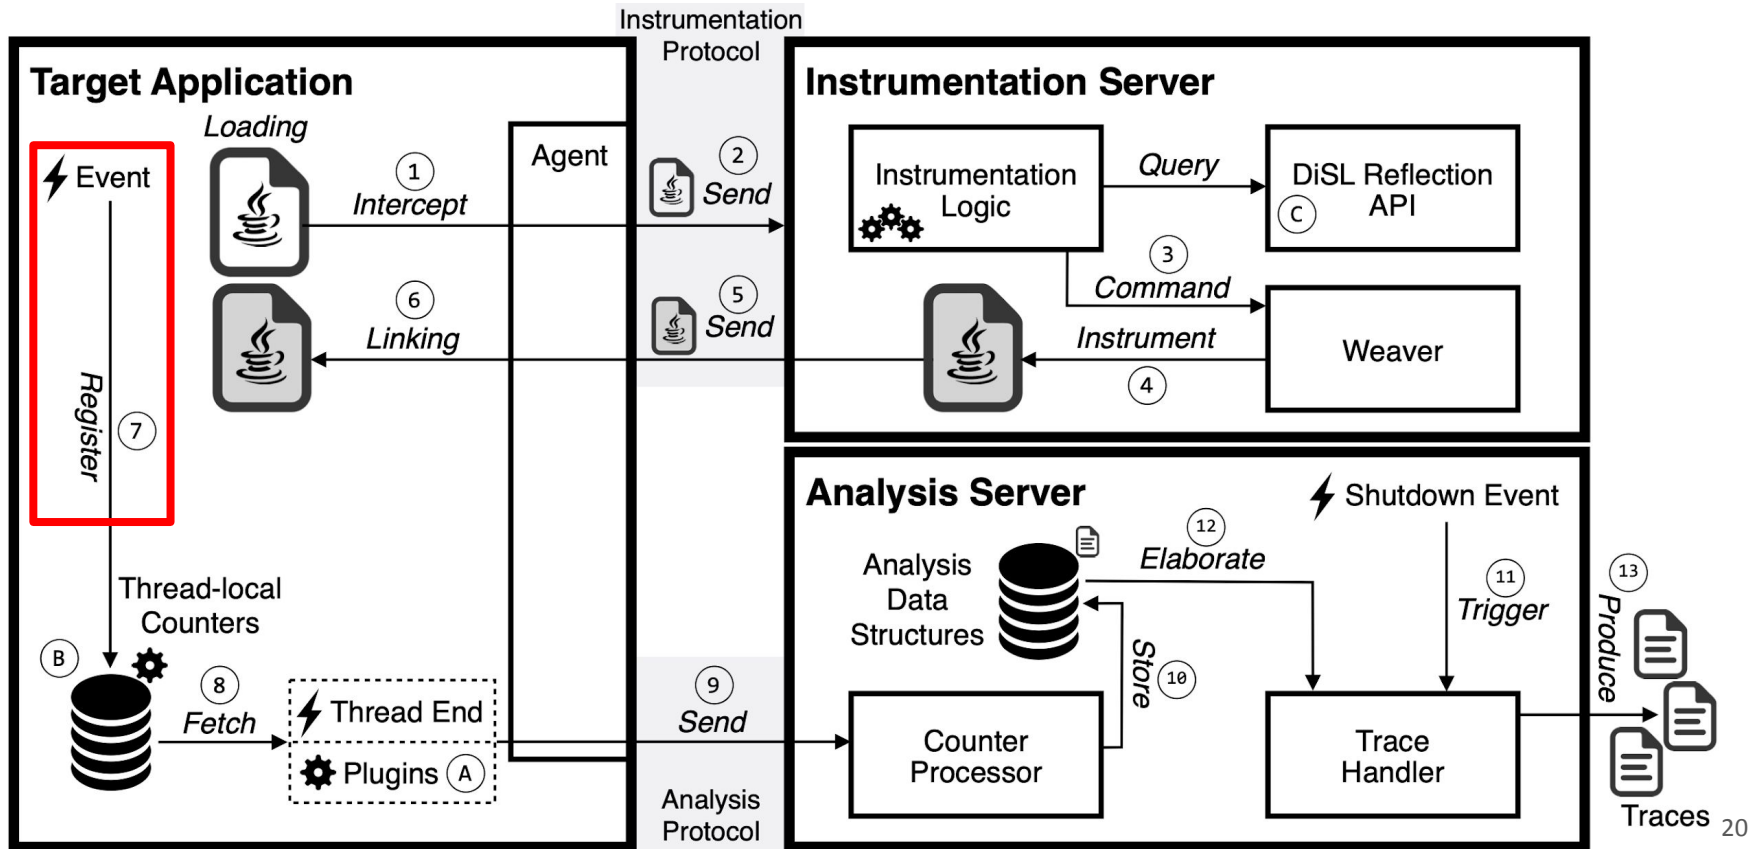 Instrumentation
Protocol
Target Application
Loading
Event
1
Intercept
Agent
2
Send
6
Linking
5
Send
Register
7
Thread-local
Counters
B
8
Fetch
Thread End
Plugins A
9
Send
Analysis
Protocol
Instrumentation Server
Instrumentation
Logic
Query
DiSL Reflection
API
C
3
Command
Instrument
4
Weaver
Analysis Server
Shutdown Event
Analysis
Data
Structures
12
Elaborate
11
Trigger
13
Produce
Store
10
Counter
Processor
Trace
Handler
Traces
20